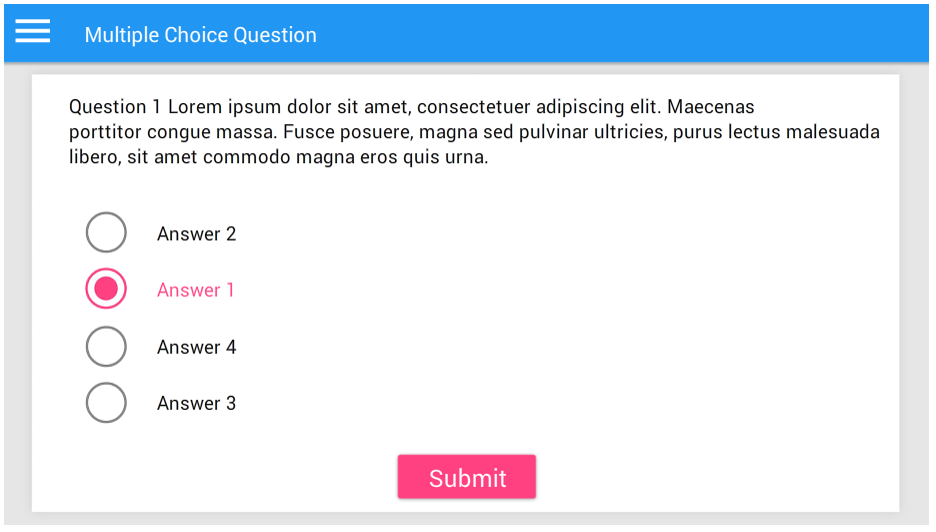 Multiple Choice Question
Question 1 Lorem ipsum dolor sit amet, consectetuer adipiscing elit. Maecenas
porttitor congue massa. Fusce posuere, magna sed pulvinar ultricies, purus lectus malesuada
libero, sit amet commodo magna eros quis urna.
Answer 2
Answer 1
Answer 4
Answer 3
Submit